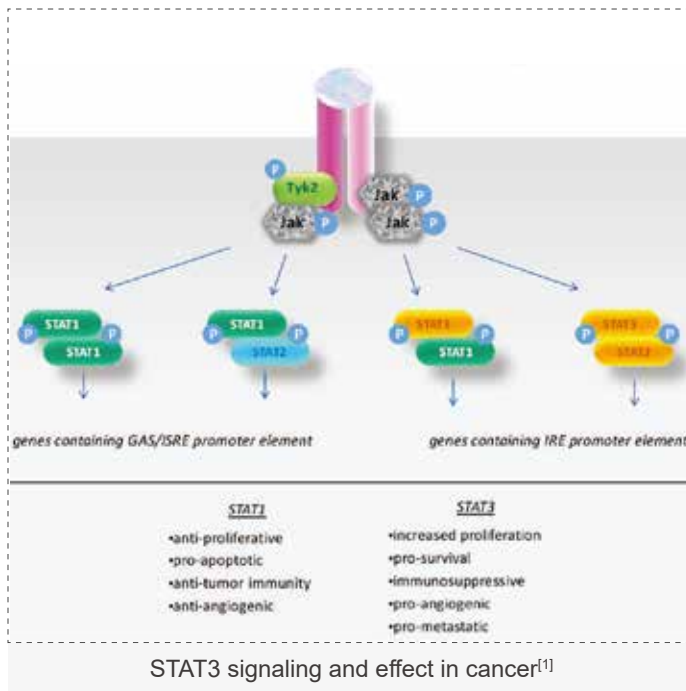 P
Tyk2
Jak
P
Jak
P
Jak
P
STAT1
P
P
STAT1
STAT1
P
P
STAT2
STAT3
P
P
STAT1
STAT3
P
P
STAT3
genes containing GAS/ISRE promoter element
genes containing IRE promoter element
STAT1
•anti-proliferative
•pro-apoptotic
•anti-tumor immunity
•anti-angiogenic
STAT3
•increased proliferation
•pro-survival
•immunosuppressive
•pro-angiogenic
•pro-metastatic
STAT3 signaling and effect in cancer[1]